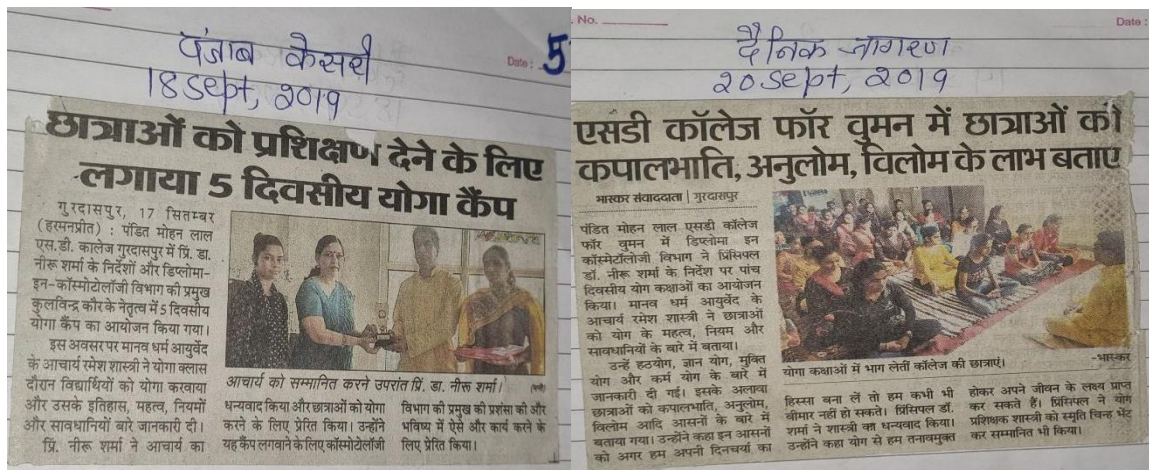 पंजाब केसरी
18 Sept, 2019
Date :
5
छात्राओं को प्रशिक्षण देने के लिए
लगाया 5 दिवसीय योगा कैंप
गुरदासपुर, 17 सितम्बर
(हरमनप्रीत) : पंडित मोहन लाल
एस.डी. कालेज गुरदासपुर में प्रिं. डा.
नीरू शर्मा के निर्देशों और डिप्लोमा-
इन-कॉस्मोटोलॉजी विभाग की प्रमुख
कुलविन्द्र कौर के नेतृत्व में 5 दिवसीय
योगा कैंप का आयोजन किया गया।
इस अवसर पर मानव धर्म आयुर्वेद
के आचार्य रमेश शास्त्री ने योगा क्लास
दौरान विद्यार्थियों को योगा करवाया
और उसके इतिहास, महत्व, नियमों
और सावधानियों बारे जानकारी दी।
प्रिं. नीरू शर्मा ने आचार्य का
आचार्य को सम्मानित करने उपरांत प्रिं. डा. नीरू शर्मा।
धन्यवाद किया और छात्राओं को योगा
करने के लिए प्रेरित किया। उन्होंने
यह कैंप लगवाने के लिए कॉस्मोटोलॉजी
विभाग की प्रमुख की प्रशंसा की और
भविष्य में ऐसे और कार्य करने के
लिए प्रेरित किया।
No.
Date :
दैनिक जागरण
20 Sept, 2019
एसडी कॉलेज फॉर वुमन में छात्राओं को
कपालभाति, अनुलोम, विलोम के लाभ बताए
भास्कर संवाददाता | गुरदासपुर
पंडित मोहन लाल एसडी कॉलेज
फॉर वुमन में डिप्लोमा इन
कॉस्मेटॉलोजी विभाग ने प्रिंसिपल
डॉ. नीरू शर्मा के निर्देश पर पांच
दिवसीय योग कक्षाओं का आयोजन
किया। मानव धर्म आयुर्वेद के
आचार्य रमेश शास्त्री ने छात्राओं
को योग के महत्व, नियम और
सावधानियों के बारे में बताया।
उन्हें हठयोग, ज्ञान योग, मुक्ति
योग और कर्म योग के बारे में
जानकारी दी गई। इसके अलावा
छात्राओं को कपालभाति, अनुलोम,
विलोम आदि आसनों के बारे में
बताया गया। उन्होंने कहा इन आसनों
को अगर हम अपनी दिनचर्या का
योगा कक्षाओं में भाग लेतीं कॉलेज की छात्राएं। -भास्कर
हिस्सा बना लें तो हम कभी भी
बीमार नहीं हो सकते। प्रिंसिपल डॉ.
शर्मा ने शास्त्री का धन्यवाद किया।
उन्होंने कहा योग से हम तनावमुक्त
होकर अपने जीवन के लक्ष्य प्राप्त
कर सकते हैं। प्रिंसिपल ने योग
प्रशिक्षक शास्त्री को स्मृति चिन्ह भेंट
कर सम्मानित भी किया।